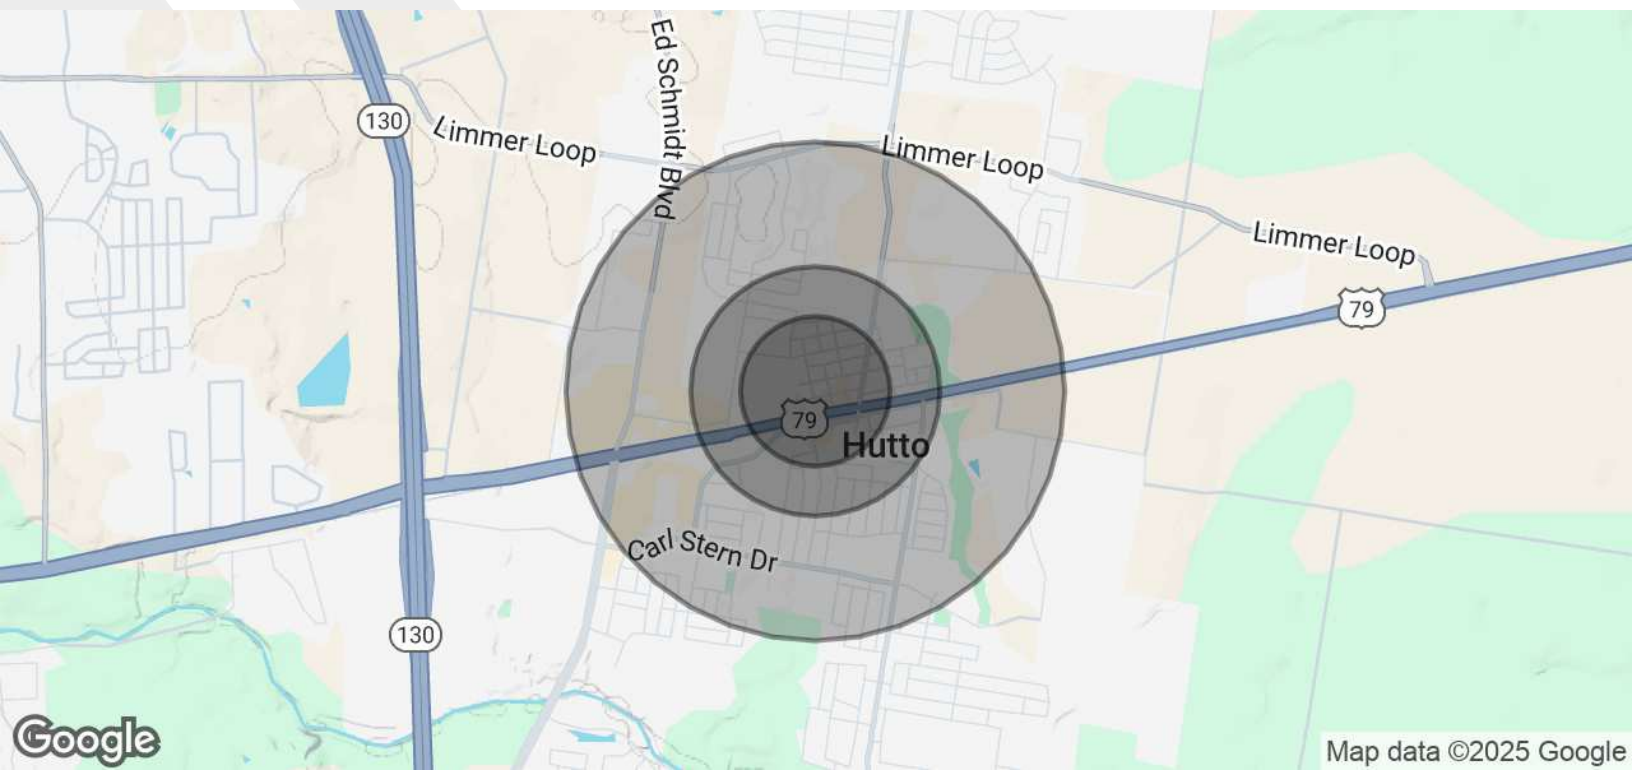 Ed Schmidt Blvd
130
Limmer Loop
Limmer Loop
Limmer Loop
79
79
Hutto
Carl Stern Dr
130
Google
Map data ©2025 Google